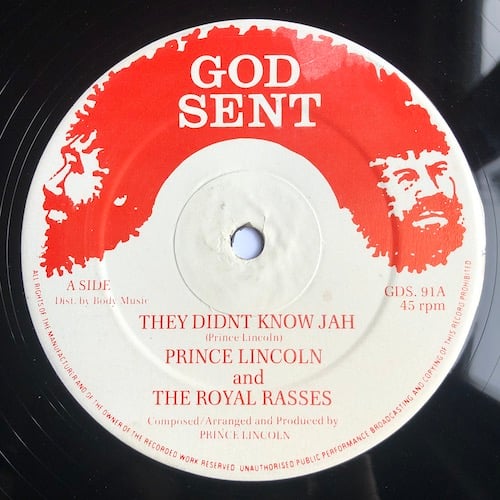 GOD
SENT
A SIDE
Dist. by Body Music
GDS. 91A
45 rpm
THEY DIDNT KNOW JAH
(Prince Lincoln)
PRINCE LINCOLN
and
THE ROYAL RASSES
Composed/Arranged and Produced by
PRINCE LINCOLN
ALL RIGHTS OF THE MANUFACTURER AND OF THE OWNER OF THE RECORDED WORK RESERVED. UNAUTHORISED PUBLIC PERFORMANCE BROADCASTING AND COPYING OF THIS RECORD PROHIBITED